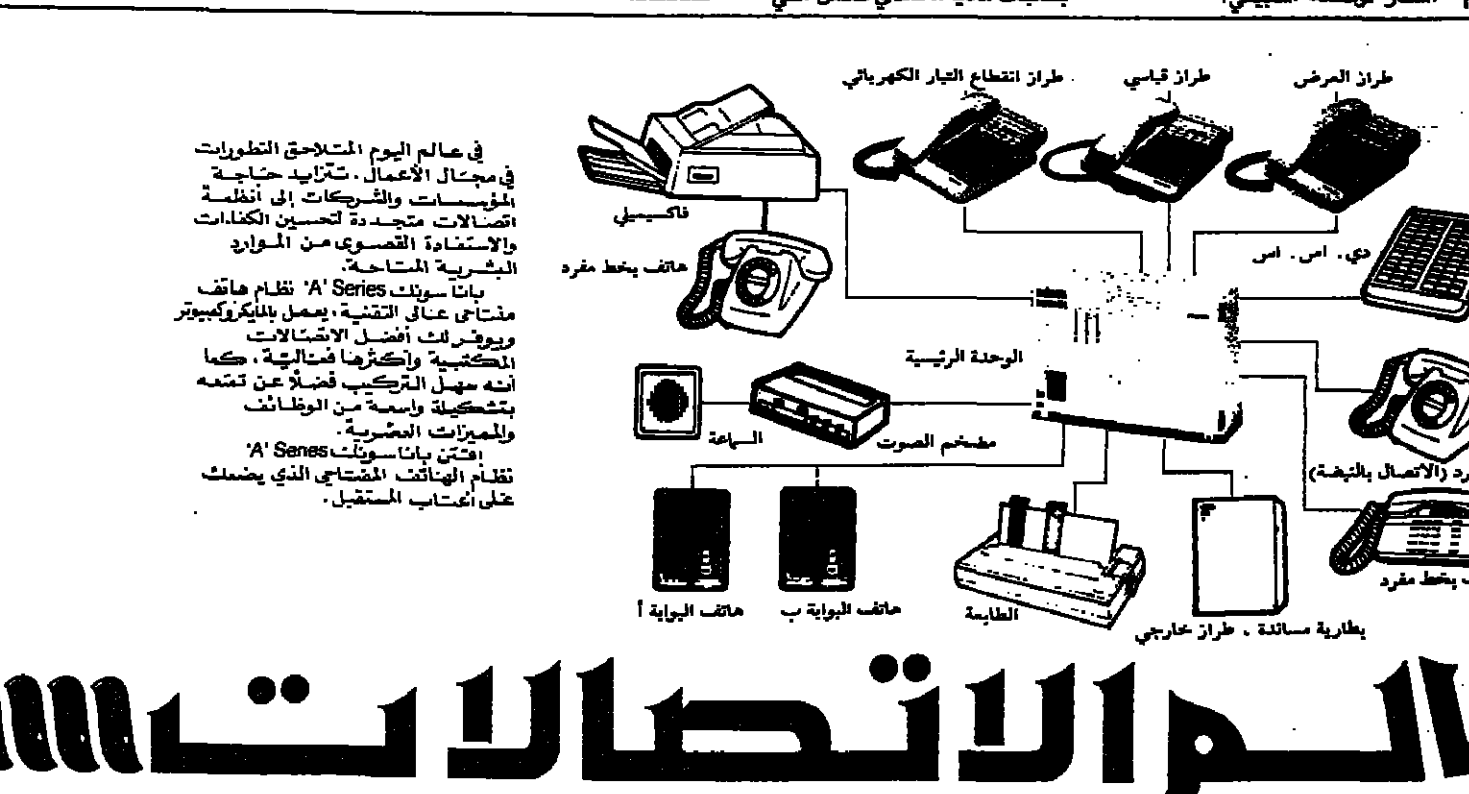 طراز العرض
طراز قياسي
طراز انقطاع التيار الكهربائي
فاكسيميلي
هاتف بخط مفرد
دي. اس. اس
الوحدة الرئيسية
السماعة
مضخم الصوت
(الاتصال بالنبضة)
بخط مفرد
هاتف البوابة أ
هاتف البوابة ب
الطابعة
بطارية مساندة ، طراز خارجي
في عالم اليوم المتلاحق التطورات
في مجال الأعمال، تتزايد حاجة
المؤسسات والشركات إلى أنظمة
اتصالات متجددة لتحسين الكفاءات
والاستفادة القصوى من الموارد
البشرية المتاحة.
باناسونك 'A' Series نظام هاتف
مفتاحي عالي التقنية، يعمل بالمايكروكمبيوتر
ويوفر لك أفضل الاتصالات
المكتبية وأكثرها فعالية، كما
أنه سهل التركيب فضلاً عن تمتعه
بتشكيلة واسعة من الوظائف
والمميزات العصرية.
إقتن باناسونك 'A' Series
نظام الهاتف المفتاحي الذي يضعك
على أعتاب المستقبل.
الاتصالات